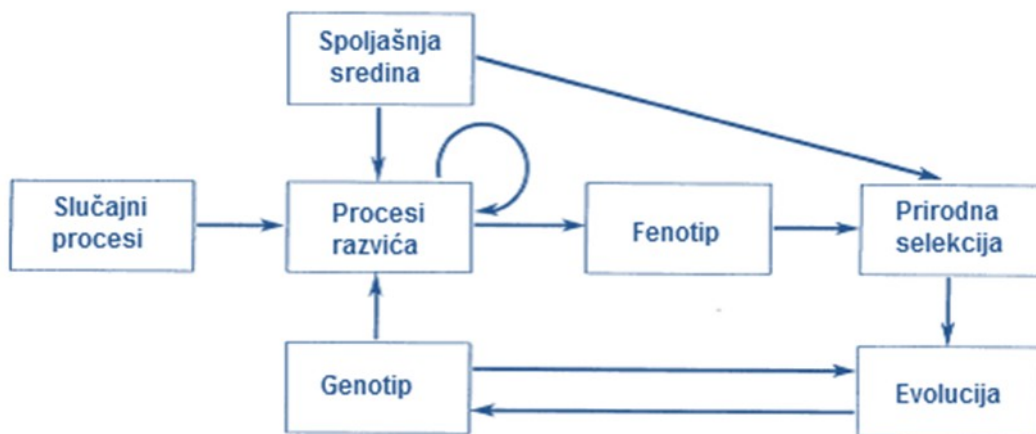 Spoljašnja
sredina
Slučajni
procesi
Procesi
razvića
Fenotip
Prirodna
selekcija
Genotip
Evolucija